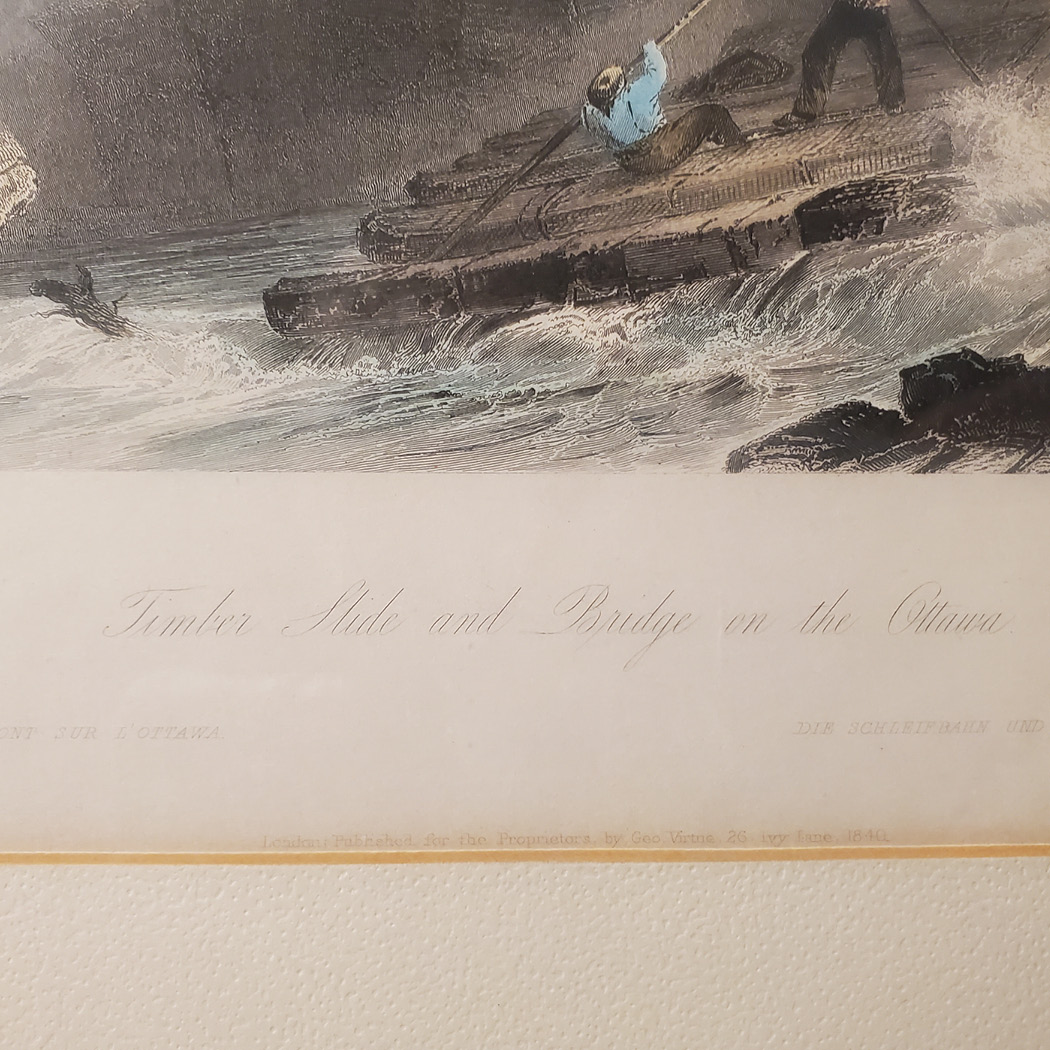 Timber Slide and Bridge on the Ottawa
ONT SUR L'OTTAWA
DIE SCHLEIFBAHN UND
London; Published for the Proprietors, by Geo. Virtue, 26, Ivy Lane, 1840.